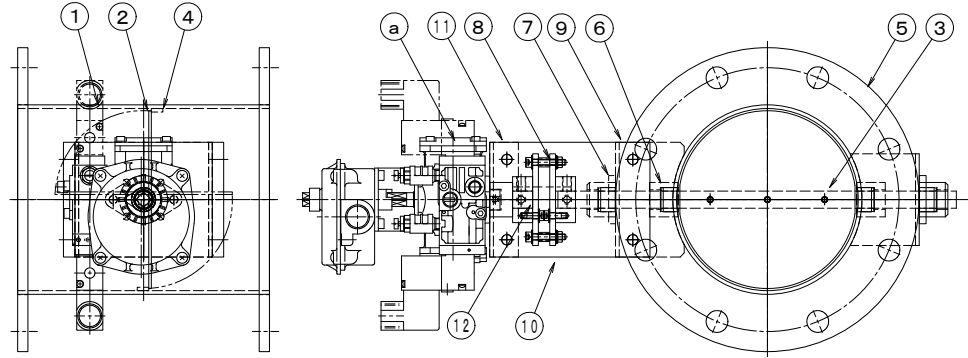 ① ② ④ ⓐ ⑪ ⑧ ⑦ ⑨ ⑥ ⑤ ③
⑫ ⑩